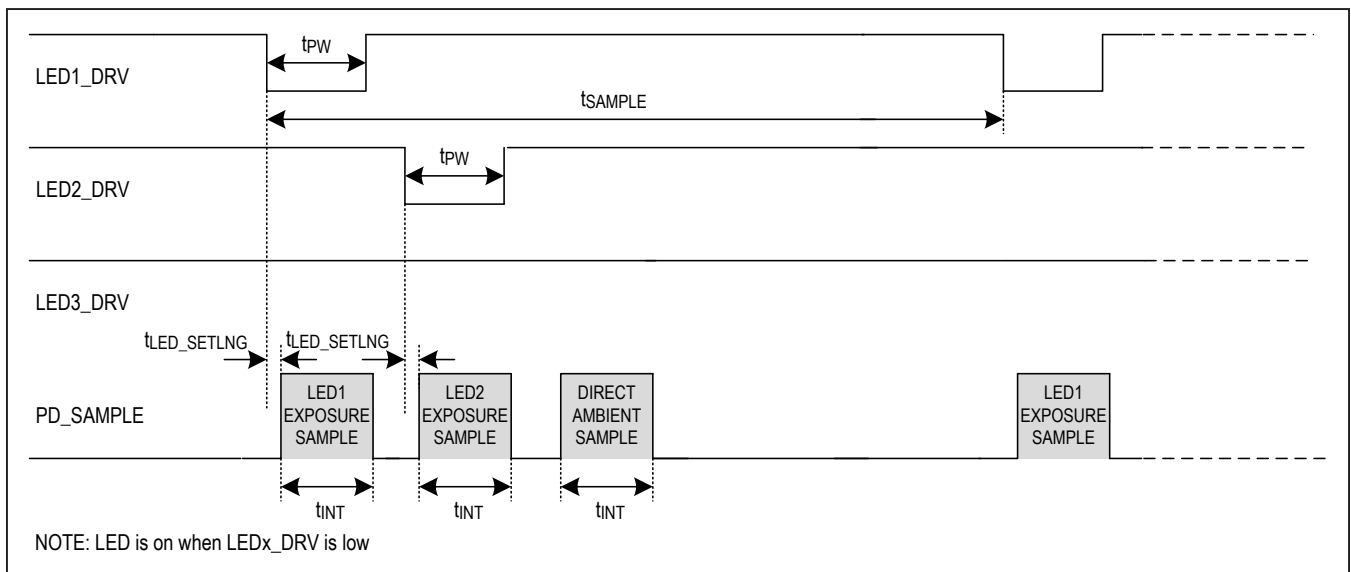 tPW
LED1_DRV
tSAMPLE
tPW
LED2_DRV
LED3_DRV
tLED_SETLNG
tLED_SETLNG
PD_SAMPLE
LED1
EXPOSURE
SAMPLE
LED2
EXPOSURE
SAMPLE
DIRECT
AMBIENT
SAMPLE
LED1
EXPOSURE
SAMPLE
tINT
tINT
tINT
NOTE: LED is on when LEDx_DRV is low